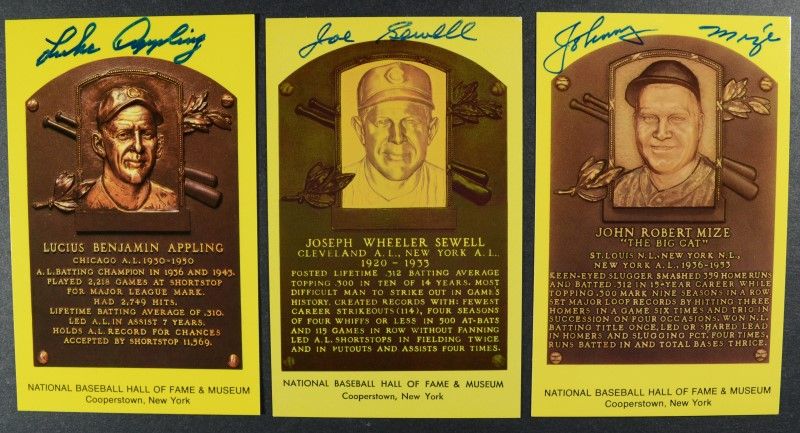 Luke Appling
LUCIUS BENJAMIN APPLING
CHICAGO A.L. 1930-1950
A.L. BATTING CHAMPION IN 1936 AND 1943.
PLAYED 2,218 GAMES AT SHORTSTOP
FOR MAJOR LEAGUE MARK.
HAD 2,749 HITS.
LIFETIME BATTING AVERAGE OF .310.
LED A.L. IN ASSIST 7 YEARS.
HOLDS A.L. RECORD FOR CHANCES
ACCEPTED BY SHORTSTOP 11,569.
NATIONAL BASEBALL HALL OF FAME & MUSEUM
Cooperstown, New York
Joe Sewell
JOSEPH WHEELER SEWELL
CLEVELAND A.L., NEW YORK A.L.,
1920 - 1933
POSTED LIFETIME .312 BATTING AVERAGE
TOPPING .300 IN TEN OF 14 YEARS. MOST
DIFFICULT MAN TO STRIKE OUT IN GAMES
HISTORY. CREATED RECORDS WITH: FEWEST
CAREER STRIKEOUTS (114), FOUR SEASONS
OF FOUR WHIFFS OR LESS IN 500 AT-BATS
AND 115 GAMES IN ROW WITHOUT FANNING
LED A.L. SHORTSTOPS IN FIELDING TWICE
AND IN PUTOUTS AND ASSISTS FOUR TIMES.
NATIONAL BASEBALL HALL OF FAME & MUSEUM
Cooperstown, New York
Johnny Mize
JOHN ROBERT MIZE
"THE BIG CAT"
ST. LOUIS N.L., NEW YORK N.L.,
NEW YORK A.L., 1936-1953
KEEN-EYED SLUGGER SMASHED 359 HOME RUNS
AND BATTED .312 IN 15-YEAR CAREER WHILE
TOPPING .300 MARK NINE SEASONS IN A ROW
SET MAJOR LOOP RECORDS BY HITTING THREE
HOMERS IN A GAME SIX TIMES AND TRIO IN
SUCCESSION ON FOUR OCCASIONS. WON N.L.
BATTING TITLE ONCE, LED OR SHARED LEAD
IN HOMERS AND SLUGGING PCT. FOUR TIMES,
RUNS BATTED IN AND TOTAL BASES THRICE.
NATIONAL BASEBALL HALL OF FAME & MUSEUM
Cooperstown, New York